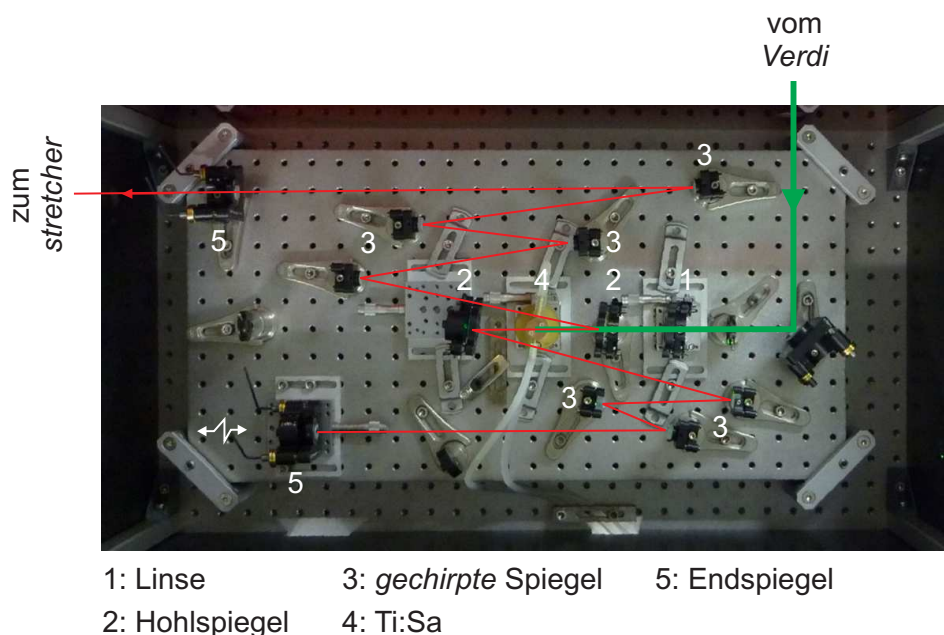 vom
Verdi
zum
stretcher
3
5
3
3
2
4
2
1
3
3
5
1: Linse
3: gechirpte Spiegel
5: Endspiegel
2: Hohlspiegel
4: Ti:Sa